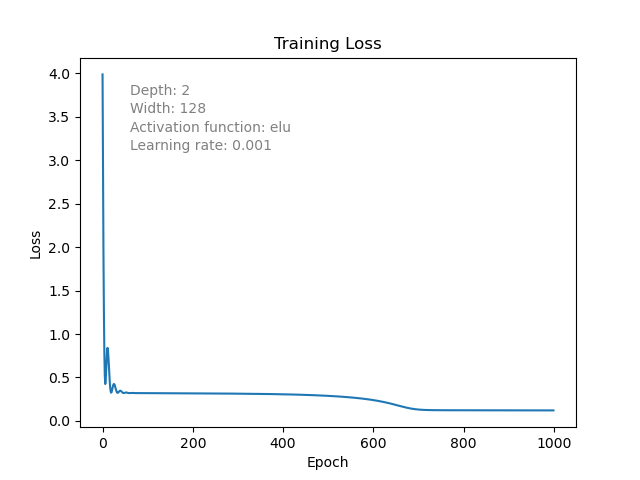 Training Loss
Depth: 2
Width: 128
Activation function: elu
Learning rate: 0.001
4.0
3.5
3.0
2.5
2.0
1.5
1.0
0.5
0.0
Loss
0 200 400 600 800 1000
Epoch